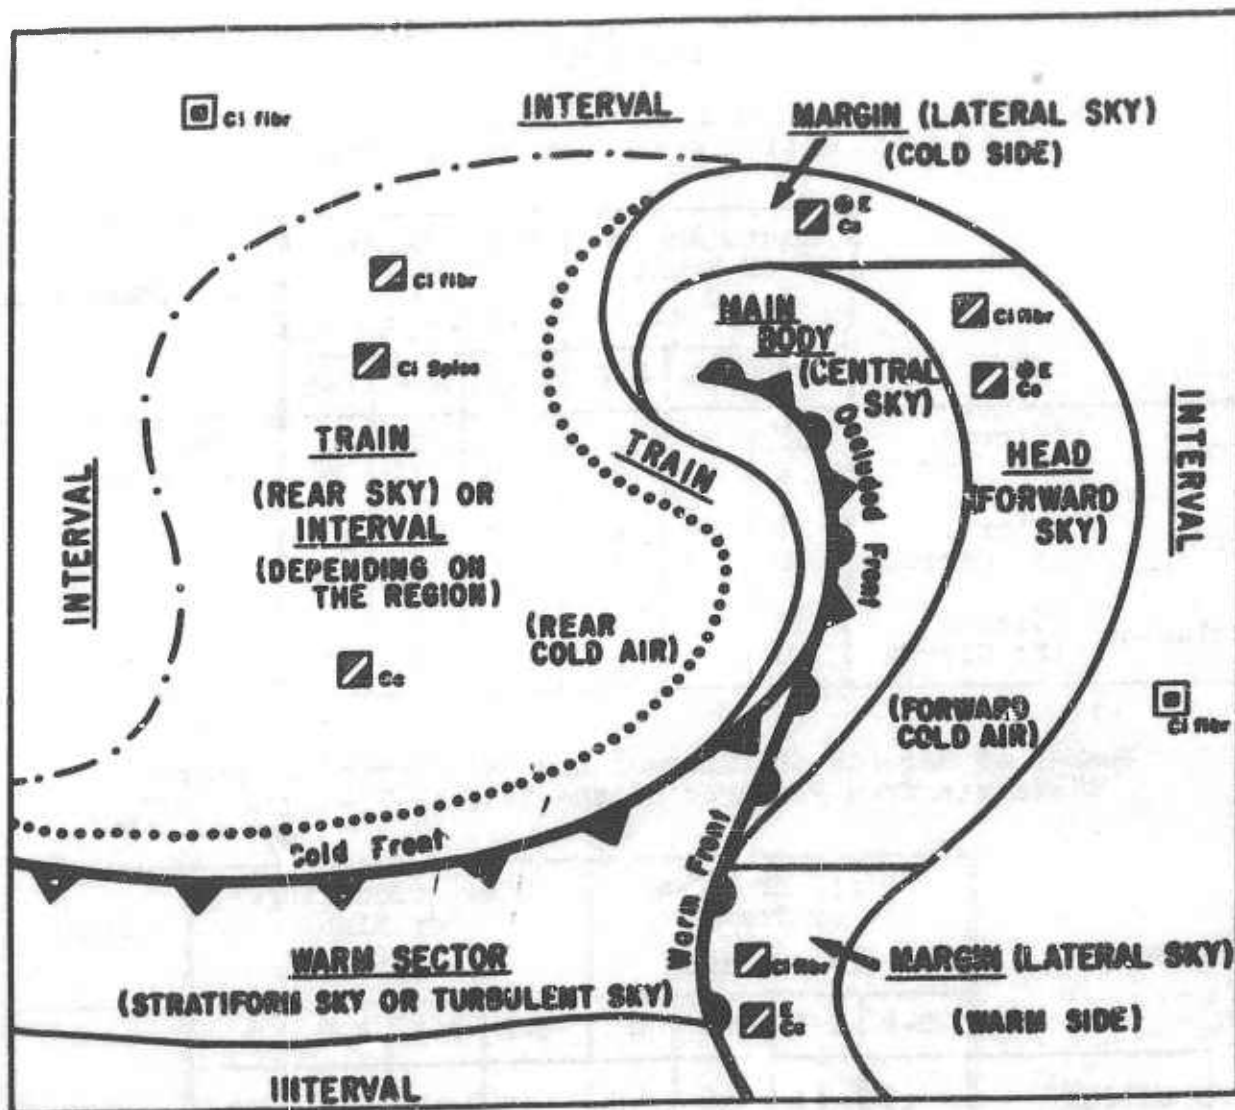 INTERVAL
MARGIN (LATERAL SKY)
(COLD SIDE)
Ci fibr
E
Cs
Ci fibr
Ci fibr
MAIN
BODY
(CENTRAL
SKY)
E
Ci Spiss
Occluded Front
INTERVAL
TRAIN
(REAR SKY) OR
INTERVAL
(DEPENDING ON
THE REGION)
TRAIN
HEAD
(FORWARD
SKY)
INTERVAL
(REAR
COLD AIR)
(FORWARD
COLD AIR)
Ci fibr
Cold Front
Warm Front
WARM SECTOR
(STRATIFORM SKY OR TURBULENT SKY)
Ci fibr
MARGIN (LATERAL SKY)
(WARM SIDE)
E
INTERVAL